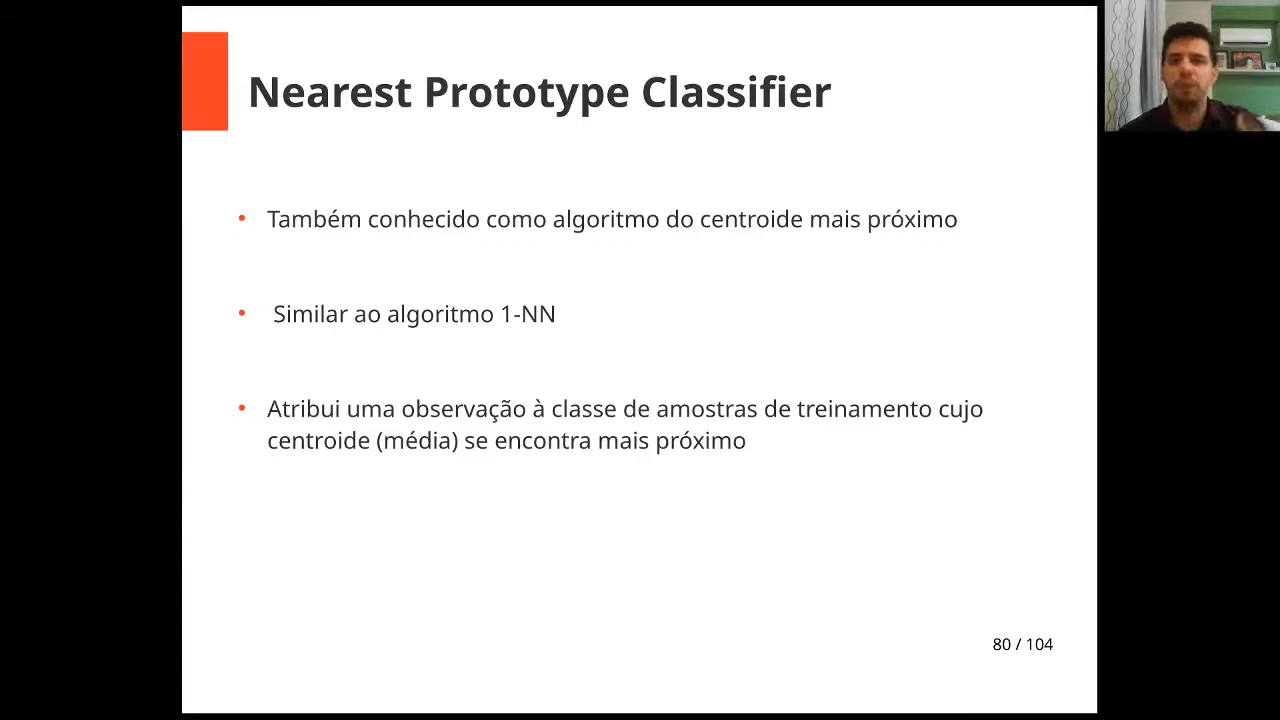 Nearest Prototype Classifier
• Também conhecido como algoritmo do centroide mais próximo
• Similar ao algoritmo 1-NN
• Atribui uma observação à classe de amostras de treinamento cujo
centroide (média) se encontra mais próximo
80 / 104